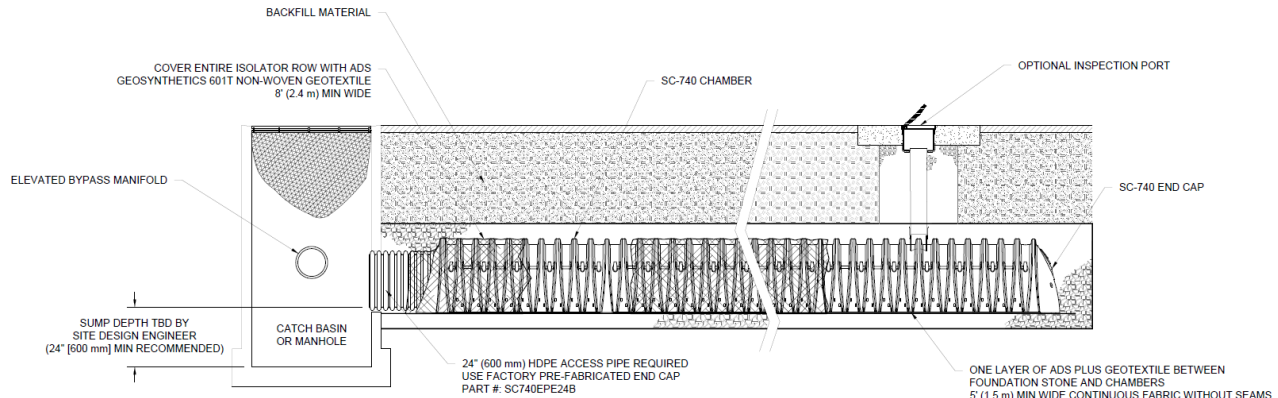 BACKFILL MATERIAL
COVER ENTIRE ISOLATOR ROW WITH ADS
GEOSYNTHETICS 601T NON-WOVEN GEOTEXTILE
8' (2.4 m) MIN WIDE
SC-740 CHAMBER
OPTIONAL INSPECTION PORT
ELEVATED BYPASS MANIFOLD
SC-740 END CAP
SUMP DEPTH TBD BY
SITE DESIGN ENGINEER
(24" [600 mm] MIN RECOMMENDED)
CATCH BASIN
OR MANHOLE
24" (600 mm) HDPE ACCESS PIPE REQUIRED
USE FACTORY PRE-FABRICATED END CAP
PART #: SC740EPE24B
ONE LAYER OF ADS PLUS GEOTEXTILE BETWEEN
FOUNDATION STONE AND CHAMBERS
5' (1.5 m) MIN WIDE CONTINUOUS FABRIC WITHOUT SEAMS